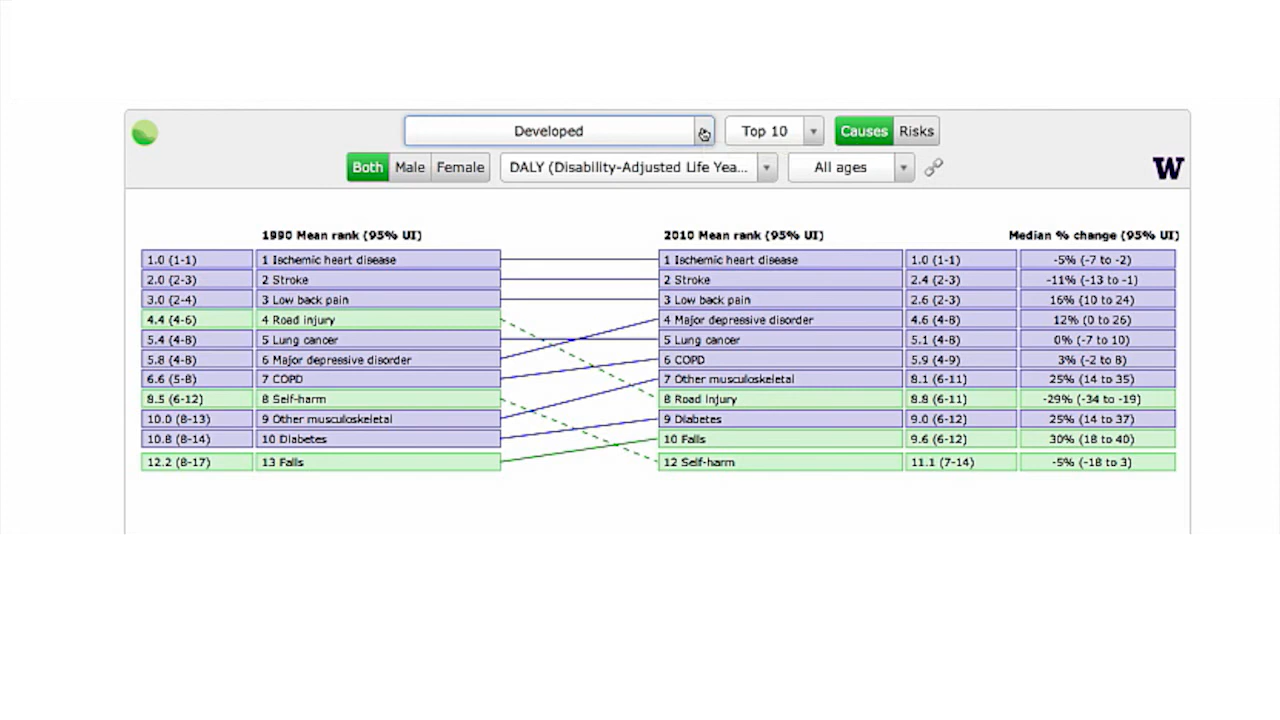 Developed Top 10 Causes Risks
Both Male Female DALY (Disability-Adjusted Life Yea... All ages
W
1990 Mean rank (95% UI) 2010 Mean rank (95% UI) Median % change (95% UI)
1.0 (1-1) 1 Ischemic heart disease 1 Ischemic heart disease 1.0 (1-1) -5% (-7 to -2)
2.0 (2-3) 2 Stroke 2 Stroke 2.4 (2-3) -11% (-13 to -1)
3.0 (2-4) 3 Low back pain 3 Low back pain 2.6 (2-3) 16% (10 to 24)
4.4 (4-6) 4 Road injury 4 Major depressive disorder 4.6 (4-8) 12% (0 to 26)
5.4 (4-8) 5 Lung cancer 5 Lung cancer 5.1 (4-8) 0% (-7 to 10)
5.8 (4-8) 6 Major depressive disorder 6 COPD 5.9 (4-9) 3% (-2 to 8)
6.6 (5-8) 7 COPD 7 Other musculoskeletal 8.1 (6-11) 25% (14 to 35)
8.5 (6-12) 8 Self-harm 8 Road injury 8.8 (6-11) -29% (-34 to -19)
10.0 (8-13) 9 Other musculoskeletal 9 Diabetes 9.0 (6-12) 25% (14 to 37)
10.8 (8-14) 10 Diabetes 10 Falls 9.6 (6-12) 30% (18 to 40)
12.2 (8-17) 13 Falls 12 Self-harm 11.1 (7-14) -5% (-18 to 3)